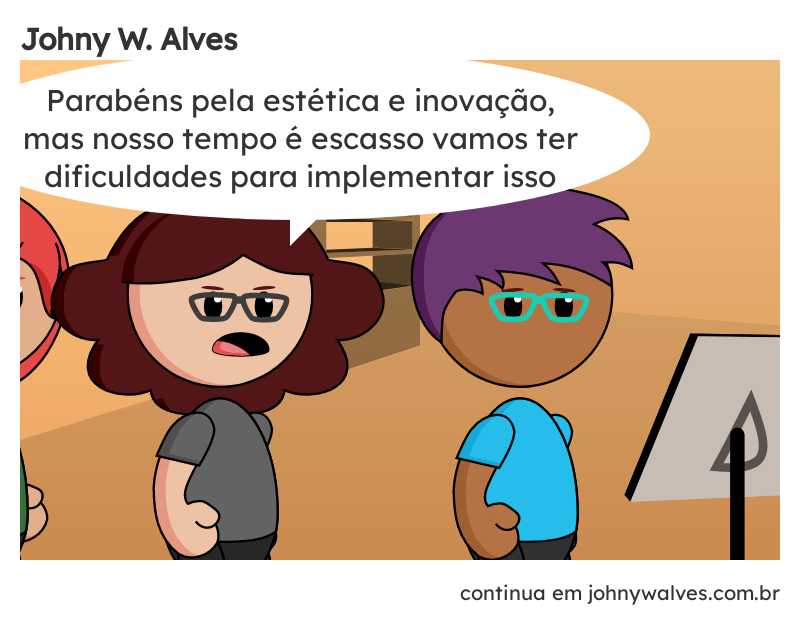 Johny W. Alves
Parabéns pela estética e inovação,
mas nosso tempo é escasso vamos ter
dificuldades para implementar isso
continua em johnywalves.com.br